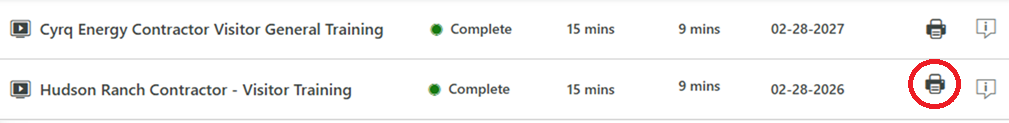 Cyrq Energy Contractor Visitor General Training Complete 15 mins 9 mins 02-28-2027
Hudson Ranch Contractor - Visitor Training Complete 15 mins 9 mins 02-28-2026